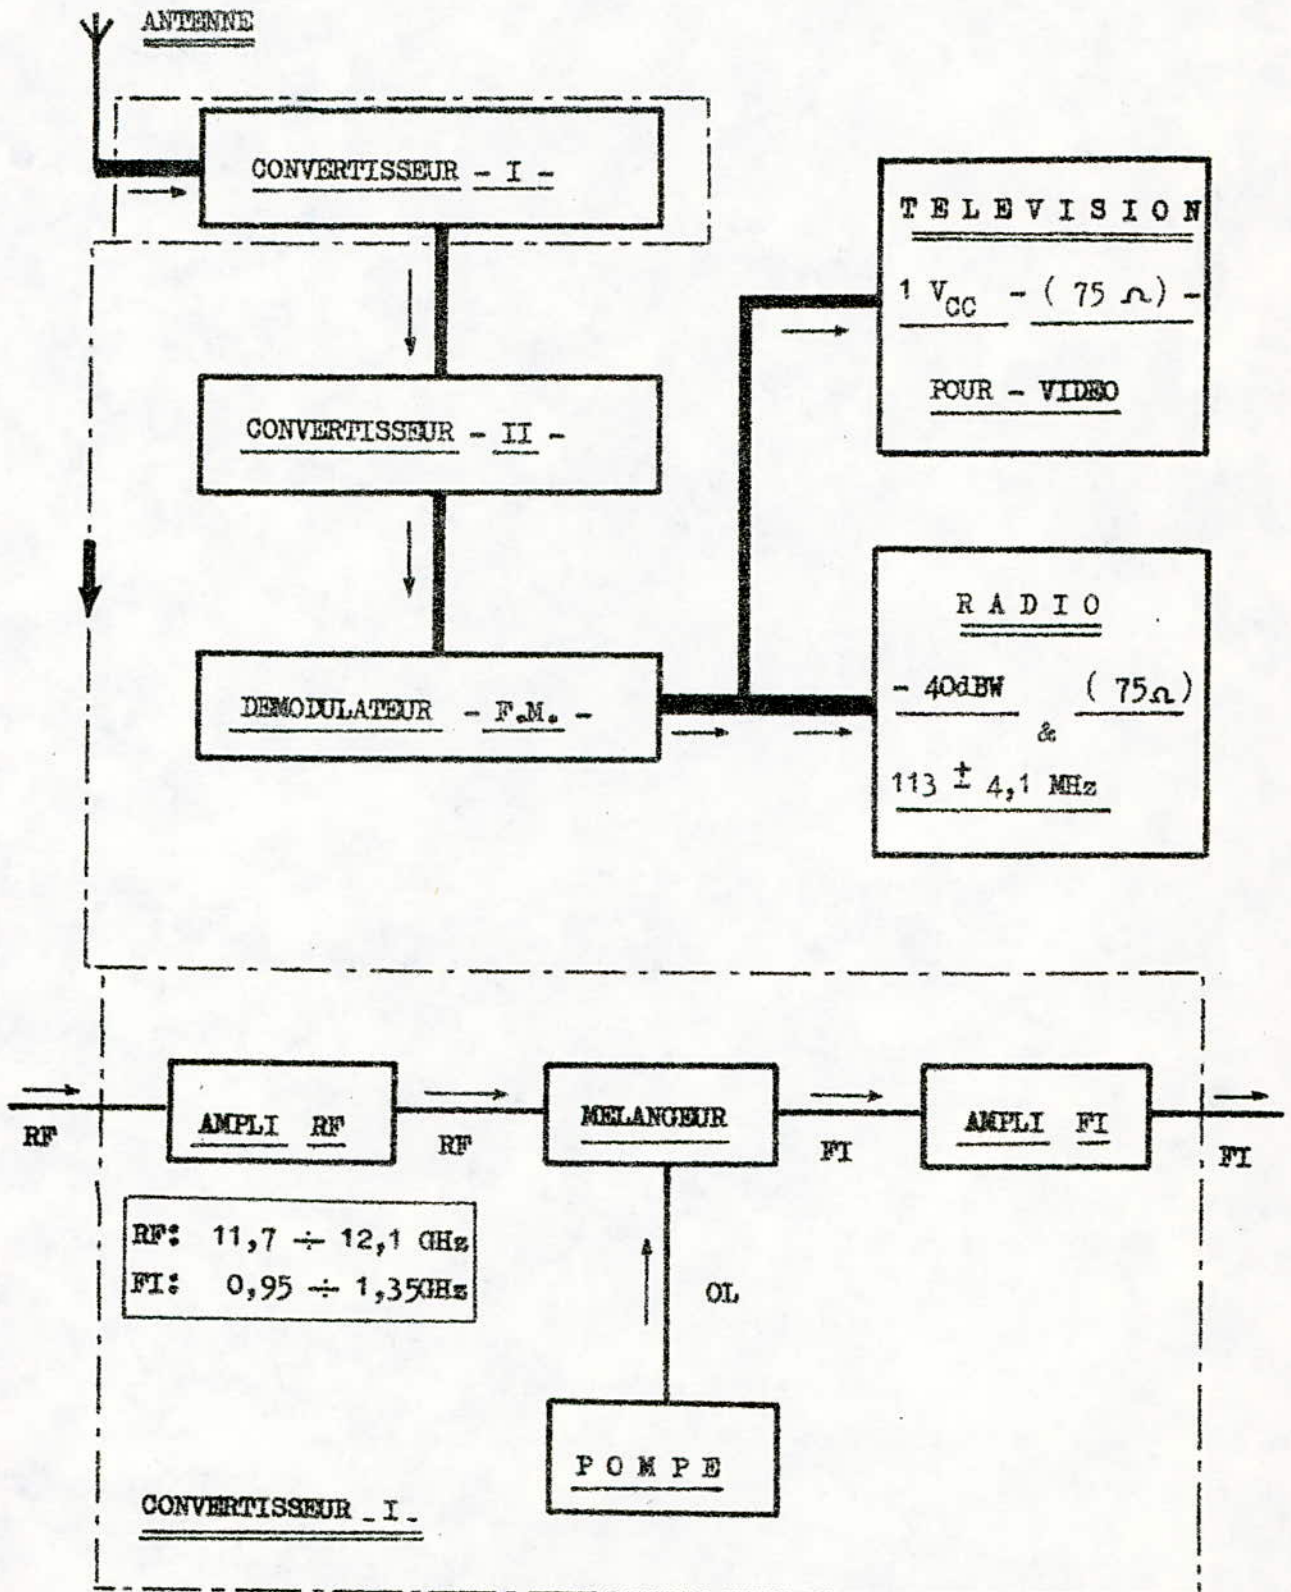 ANTENNE
CONVERTISSEUR - I -
TELEVISION
1 VCC - ( 75 Ω ) -
POUR - VIDEO
CONVERTISSEUR - II -
RADIO
- 40dBW ( 75Ω )
&
113 ± 4,1 MHz
DEMODULATEUR - F.M. -
AMPLI RF
MELANGEUR
AMPLI FI
RF
RF
FI
FI
RF: 11,7 ÷ 12,1 GHz
FI: 0,95 ÷ 1,35GHz
OL
POMPE
CONVERTISSEUR - I -